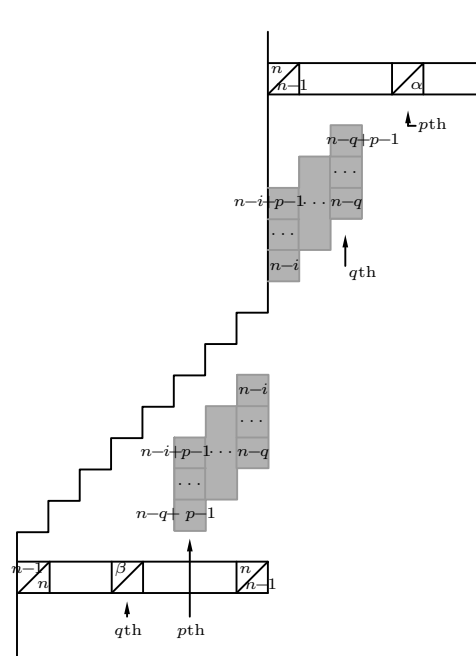 n
n−1 α
pth
n−q+p−1
· · ·
n−i+p−1 · · · n−q
· · ·
n−i
qth
n−i
· · ·
n−i+p−1 · · · n−q
· · ·
n−q+ p−1
n−1 β n
n n−1
qth pth